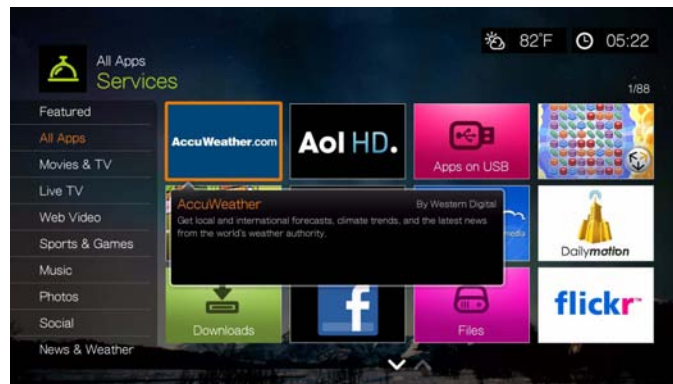 82°F 05:22
All Apps
Services
1/88
Featured
All Apps
Movies & TV
Live TV
Web Video
Sports & Games
Music
Photos
Social
News & Weather
AccuWeather.com
Aol HD.
Apps on USB
AccuWeather By Western Digital
Get local and international forecasts, climate trends, and the latest news
from the world's weather authority.
media
Dailymotion
Downloads
f
Files
flickr